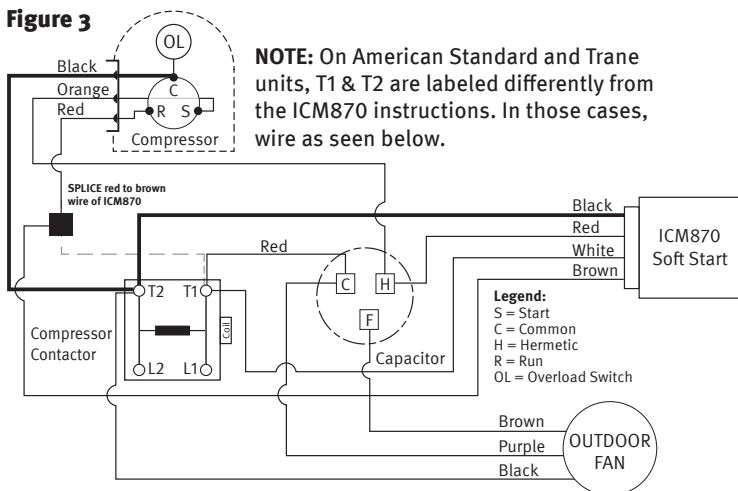 Figure 3
NOTE: On American Standard and Trane
units, T1 & T2 are labeled differently from
the ICM870 instructions. In those cases,
wire as seen below.
OL
Black
Orange
Red
C
R S
Compressor
SPLICE red to brown
wire of ICM870
Black
Red
White
Brown
ICM870
Soft Start
Red
C
H
F
Capacitor
T2 T1
Coil
L2 L1
Compressor
Contactor
Legend:
S = Start
C = Common
H = Hermetic
R = Run
OL = Overload Switch
Brown
Purple
Black
OUTDOOR
FAN